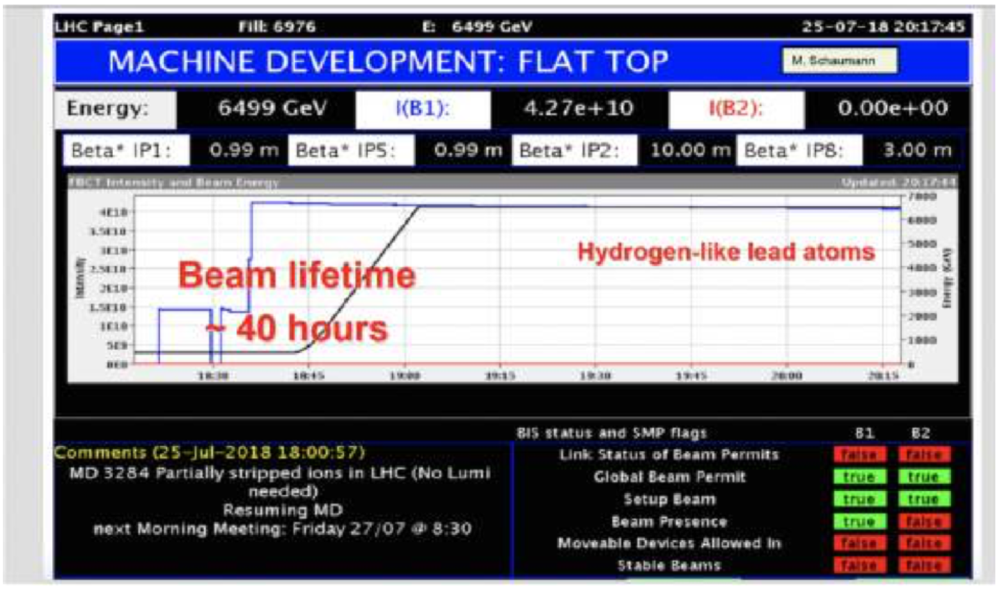 LHC Page1 Fill: 6976 E: 6499 GeV 25-07-18 20:17:45
MACHINE DEVELOPMENT: FLAT TOP M. Schaumann
Energy: 6499 GeV I(B1): 4.27e+10 I(B2): 0.00e+00
Beta* IP1: 0.99 m Beta* IP5: 0.99 m Beta* IP2: 10.00 m Beta* IP8: 3.00 m
FBCT Intensity and Beam Energy Updated: 20:17:44
4E10
3.5E10
3E10
2.5E10
2E10
1.5E10
1E10
5E9
0E0
Intensity
7000
6000
5000
4000
3000
2000
1000
0
Energy (GeV)
Hydrogen-like lead atoms
Beam lifetime
~ 40 hours
18:30 18:45 19:00 19:15 19:30 19:45 20:00 20:15
Comments (25-Jul-2018 18:00:57)
MD 3284 Partially stripped ions in LHC (No Lumi
needed)
Resuming MD
next Morning Meeting: Friday 27/07 @ 8:30
BIS status and SMP flags B1 B2
Link Status of Beam Permits false false
Global Beam Permit true true
Setup Beam true true
Beam Presence true false
Moveable Devices Allowed In false false
Stable Beams false false